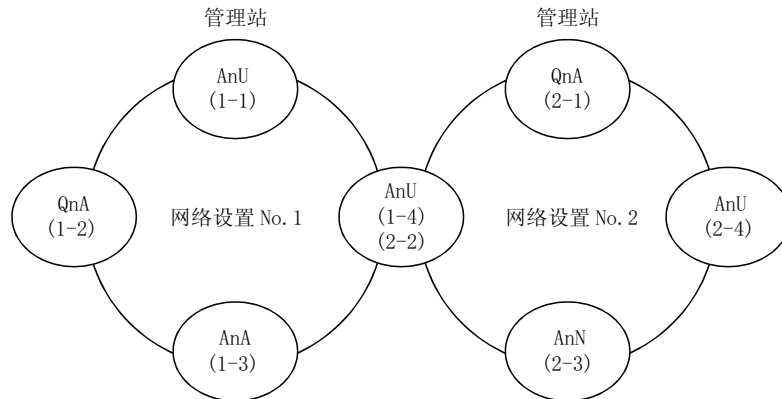 管理站
管理站
AnU
(1-1)
QnA
(2-1)
QnA
(1-2)
网络设置 No.1
AnU
(1-4)
(2-2)
网络设置 No.2
AnU
(2-4)
AnA
(1-3)
AnN
(2-3)